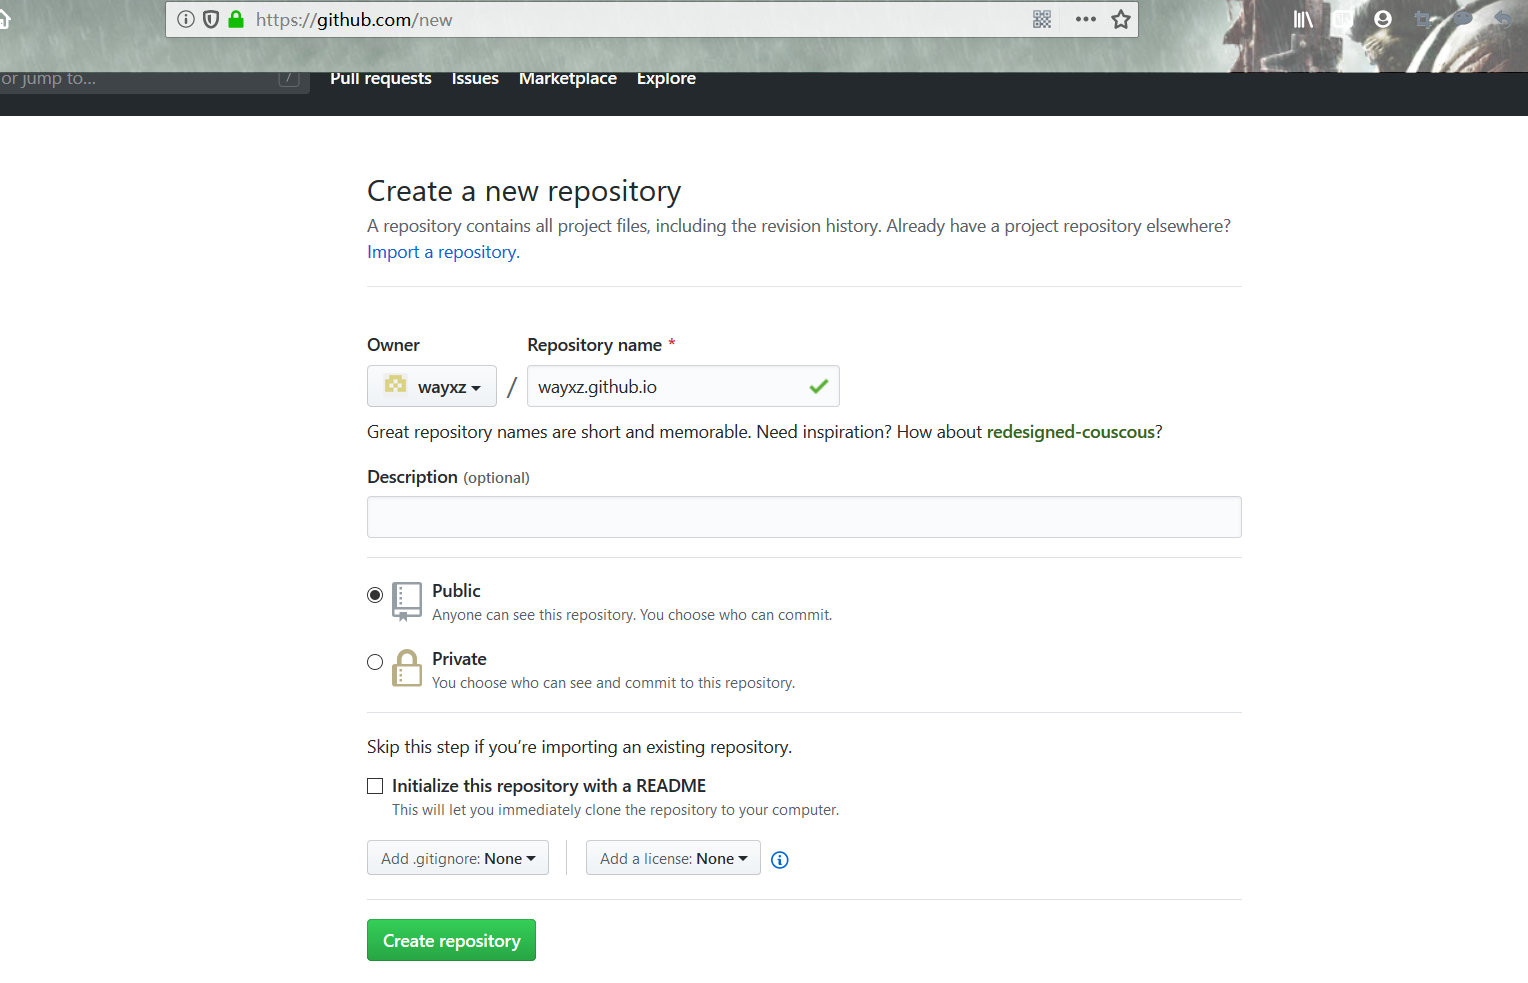 https://github.com/new
or jump to... /
Pull requests Issues Marketplace Explore
Create a new repository
A repository contains all project files, including the revision history. Already have a project repository elsewhere?
Import a repository.
Owner Repository name *
wayxz / wayxz.github.io
Great repository names are short and memorable. Need inspiration? How about redesigned-couscous?
Description (optional)
Public
Anyone can see this repository. You choose who can commit.
Private
You choose who can see and commit to this repository.
Skip this step if you’re importing an existing repository.
Initialize this repository with a README
This will let you immediately clone the repository to your computer.
Add .gitignore: None Add a license: None
Create repository